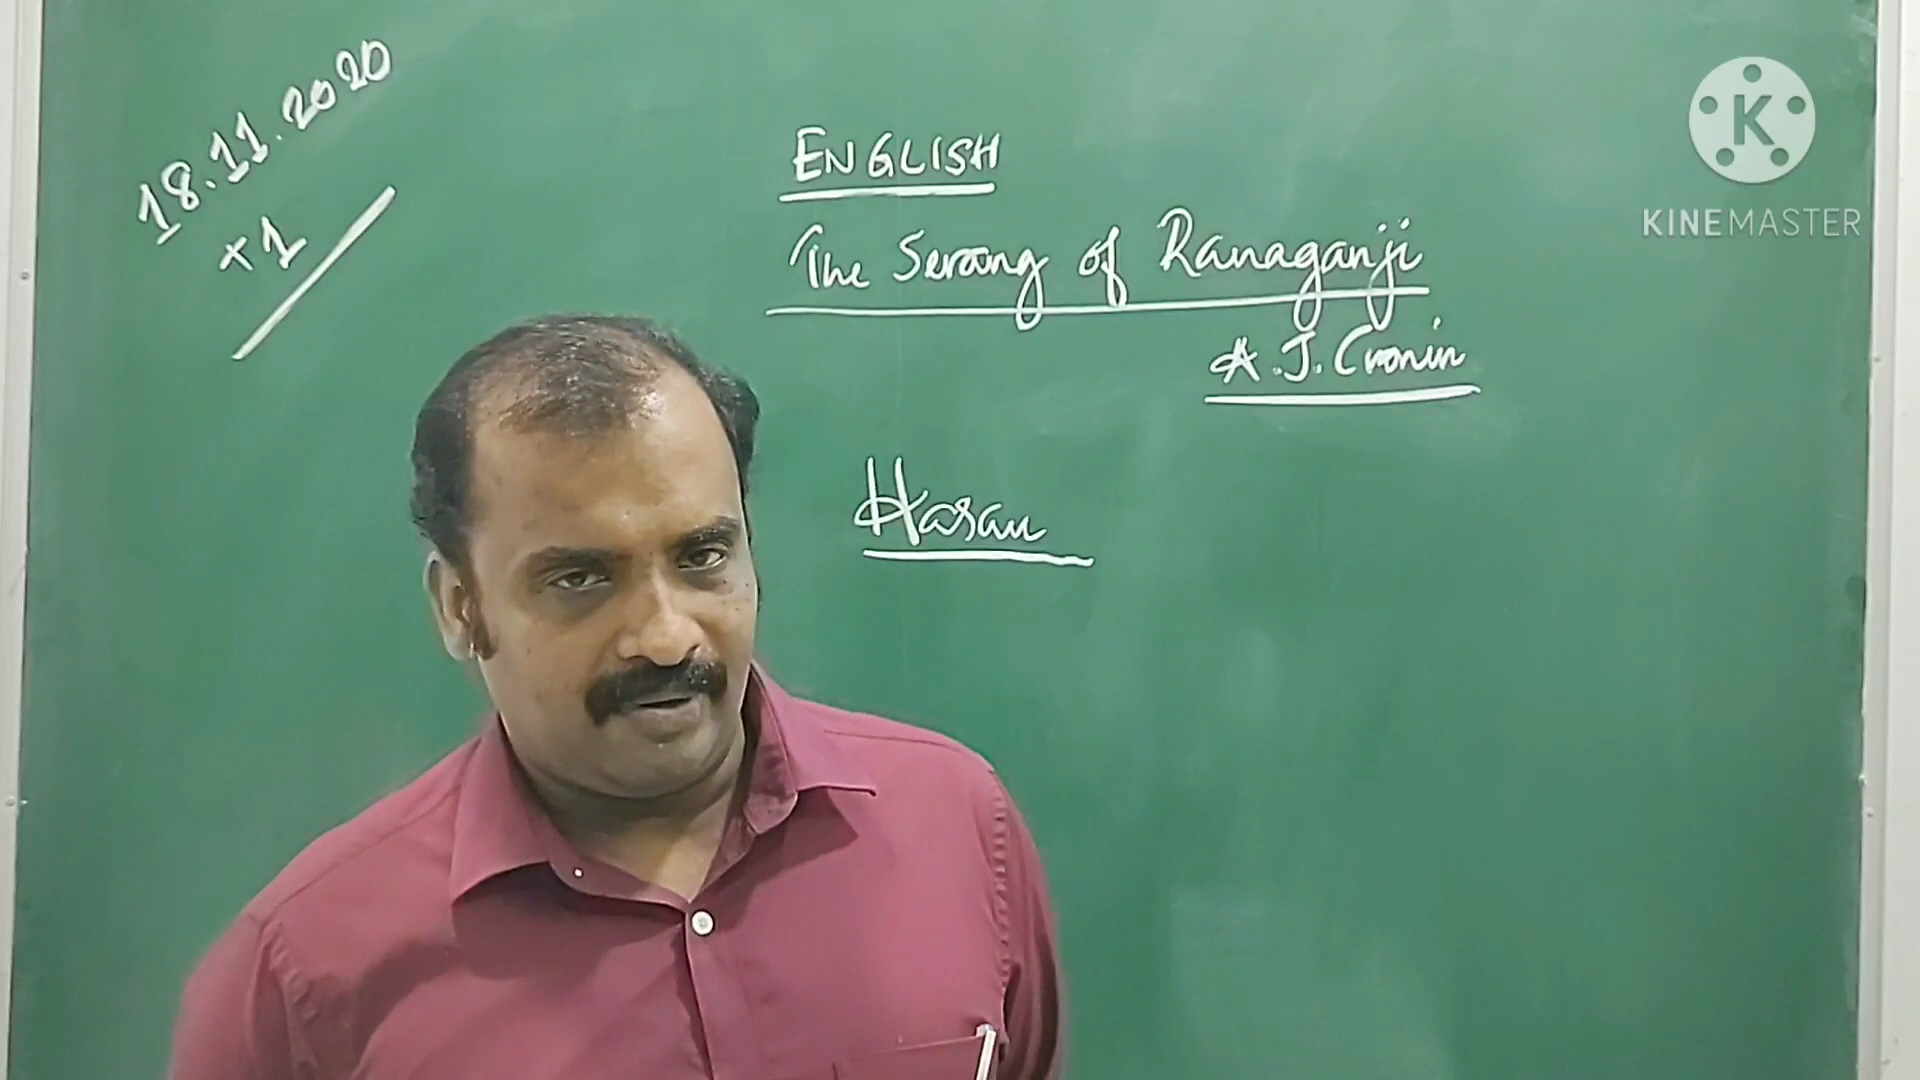 18.11.2020
+1
ENGLISH
The Serang of Ranaganji
A.J. Cronin
Hasan
K
KINEMASTER